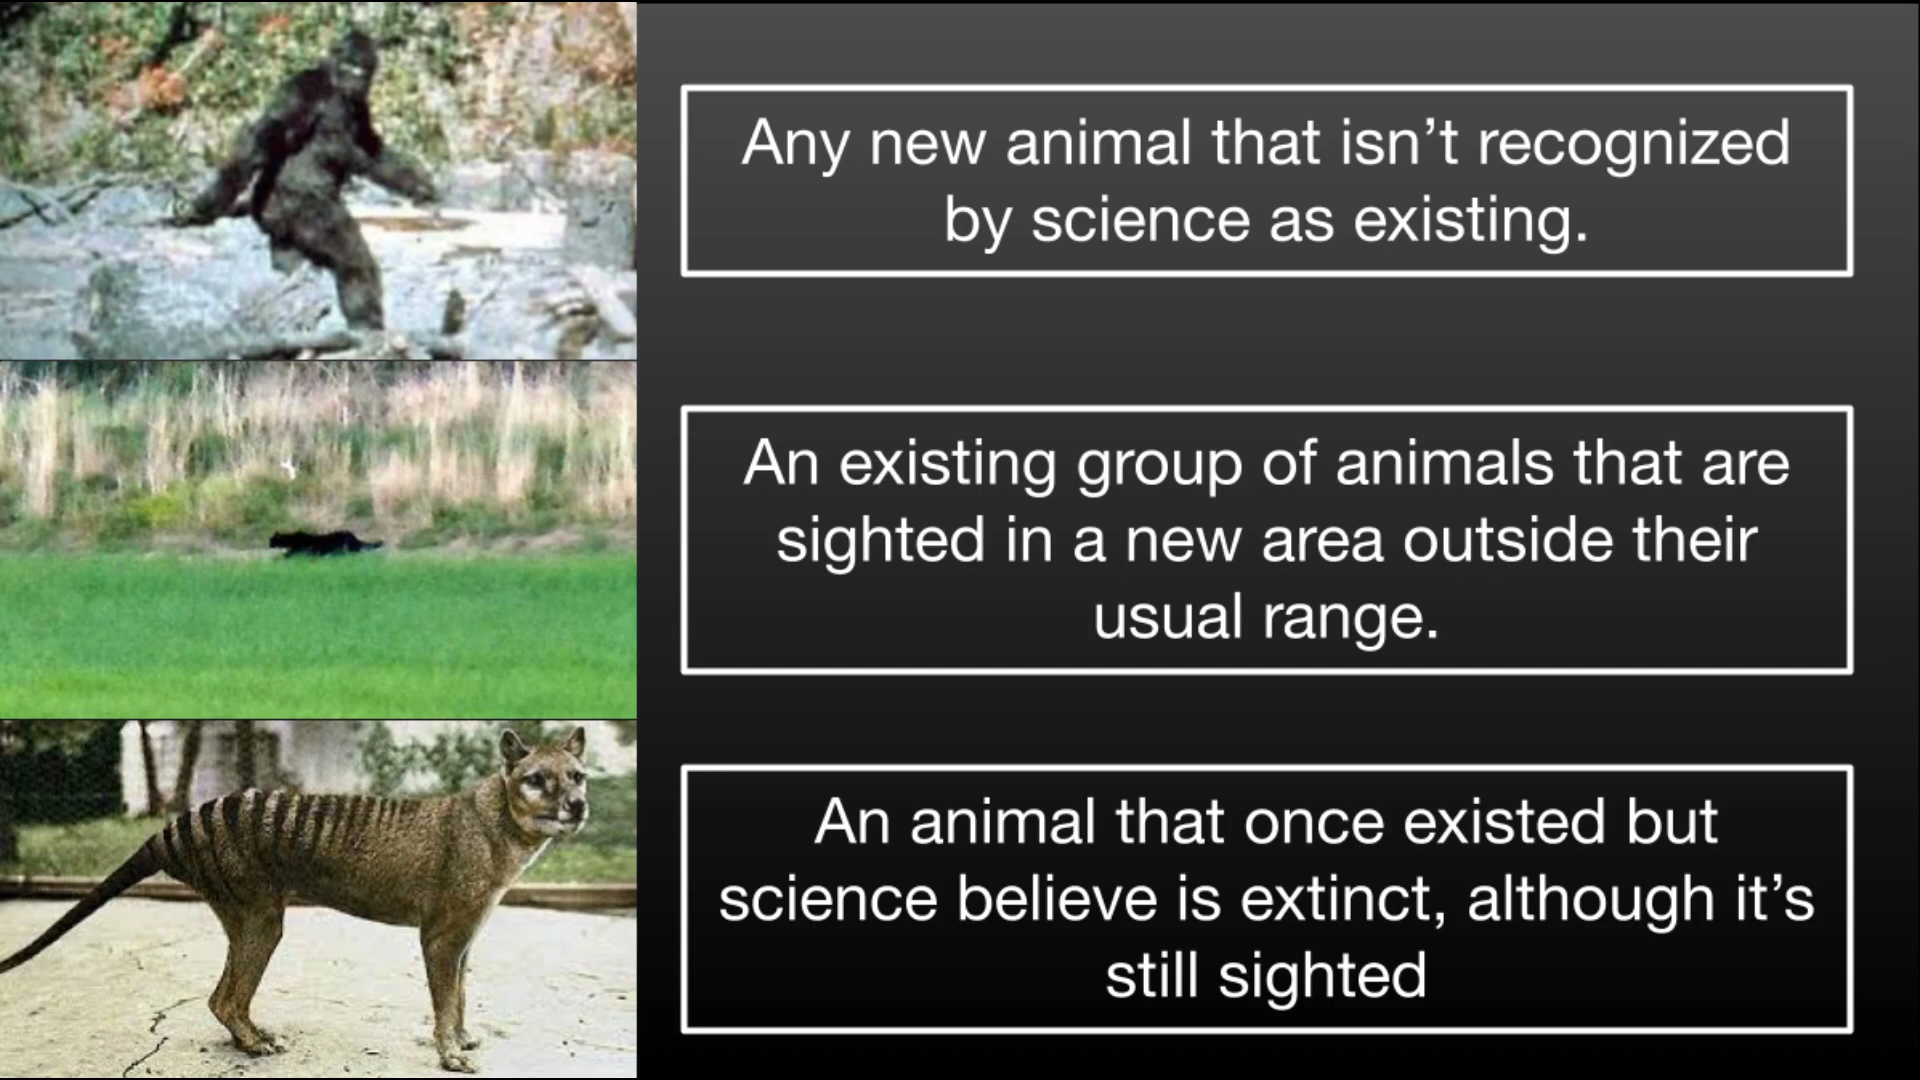 Any new animal that isn’t recognized
by science as existing.
An existing group of animals that are
sighted in a new area outside their
usual range.
An animal that once existed but
science believe is extinct, although it’s
still sighted